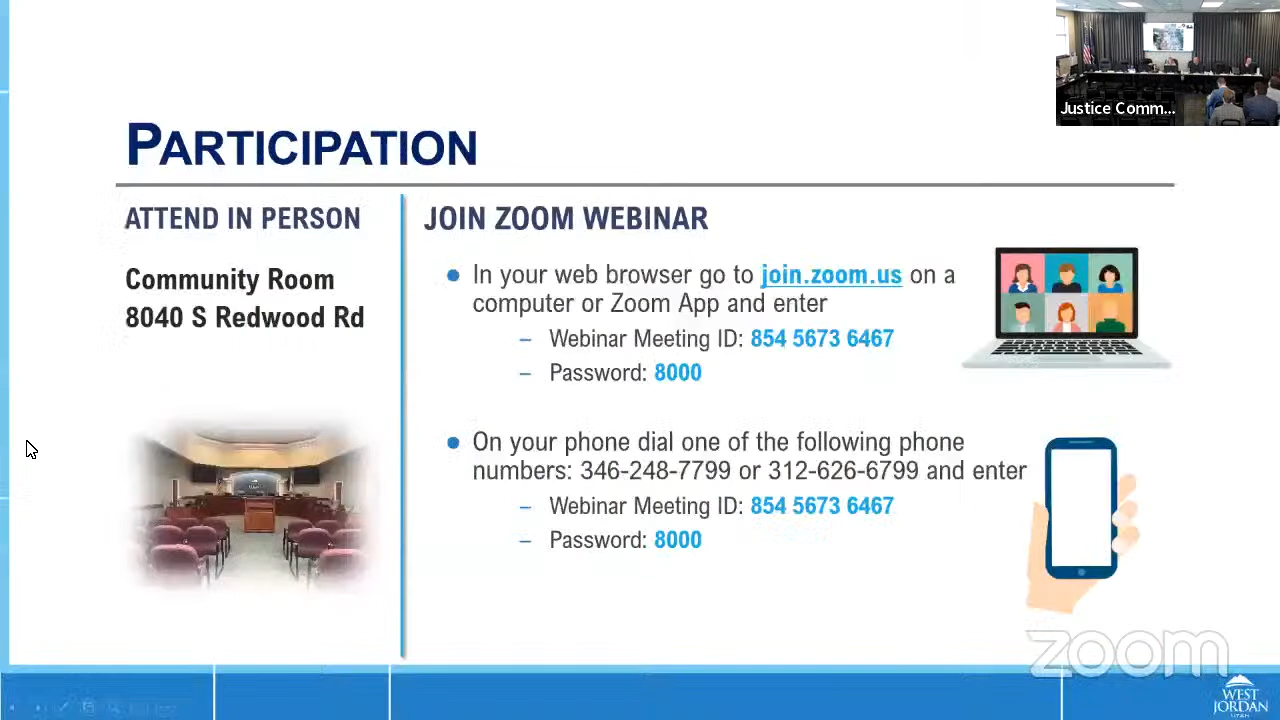 Justice Comm...
PARTICIPATION
ATTEND IN PERSON
Community Room
8040 S Redwood Rd
JOIN ZOOM WEBINAR
In your web browser go to join.zoom.us on a
computer or Zoom App and enter
– Webinar Meeting ID: 854 5673 6467
– Password: 8000
On your phone dial one of the following phone
numbers: 346-248-7799 or 312-626-6799 and enter
– Webinar Meeting ID: 854 5673 6467
– Password: 8000
zoom
WEST
JORDAN
UTAH